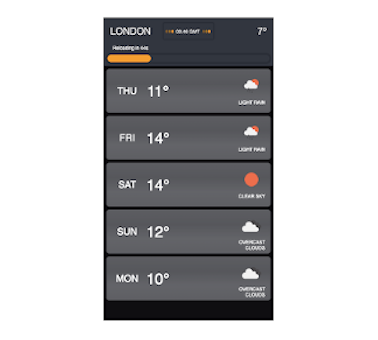 LONDON
09:46 GMT
7°
Reloading in 44s
THU 11°
LIGHT RAIN
FRI 14°
LIGHT RAIN
SAT 14°
CLEAR SKY
SUN 12°
OVERCAST
CLOUDS
MON 10°
OVERCAST
CLOUDS